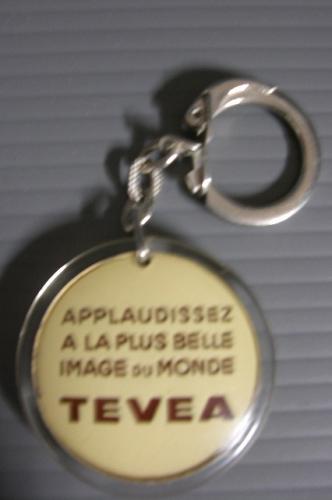 APPLAUDISSEZ
A LA PLUS BELLE
IMAGE DU MONDE
TEVEA